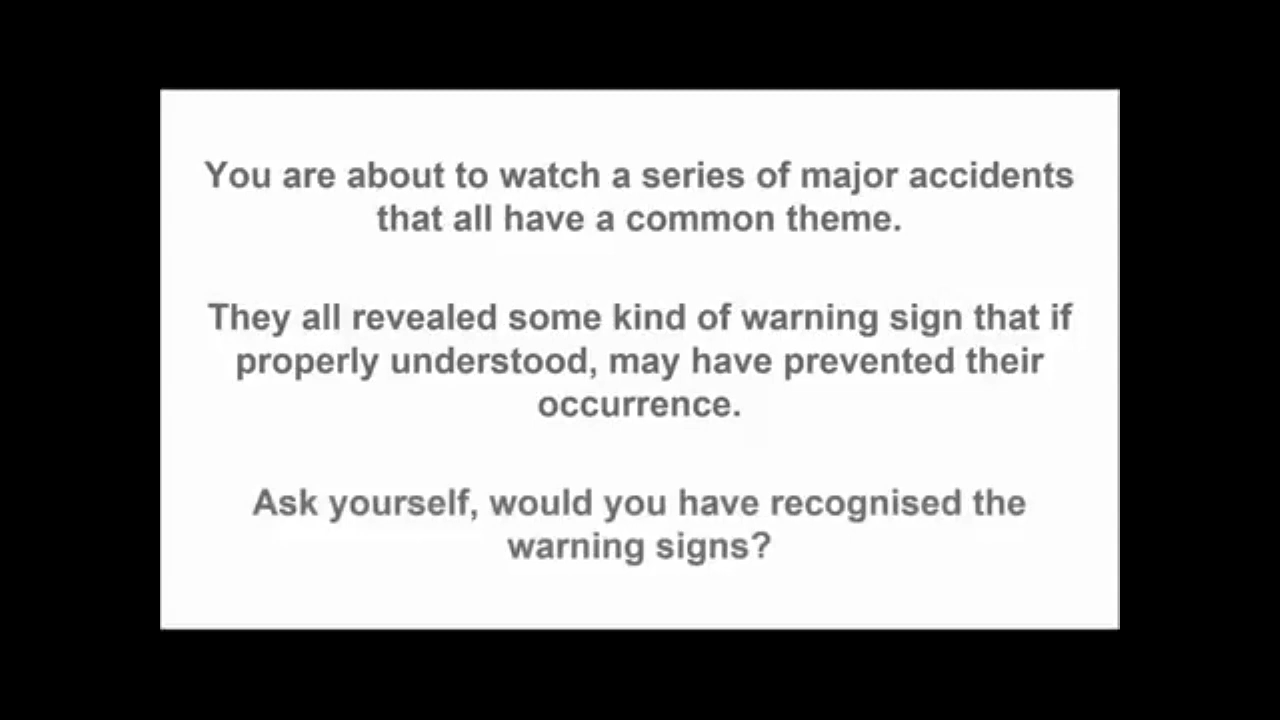 You are about to watch a series of major accidents
that all have a common theme.
They all revealed some kind of warning sign that if
properly understood, may have prevented their
occurrence.
Ask yourself, would you have recognised the
warning signs?